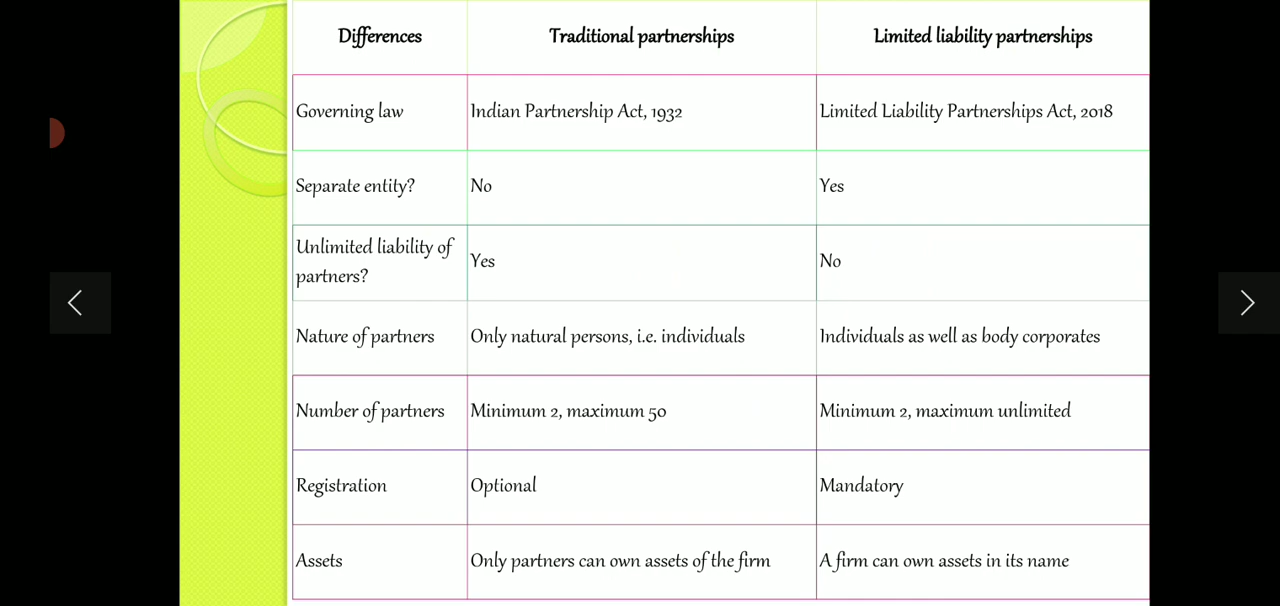 Differences Traditional partnerships Limited liability partnerships
Governing law Indian Partnership Act, 1932 Limited Liability Partnerships Act, 2018
Separate entity? No Yes
Unlimited liability of
partners? Yes No
Nature of partners Only natural persons, i.e. individuals Individuals as well as body corporates
Number of partners Minimum 2, maximum 50 Minimum 2, maximum unlimited
Registration Optional Mandatory
Assets Only partners can own assets of the firm A firm can own assets in its name